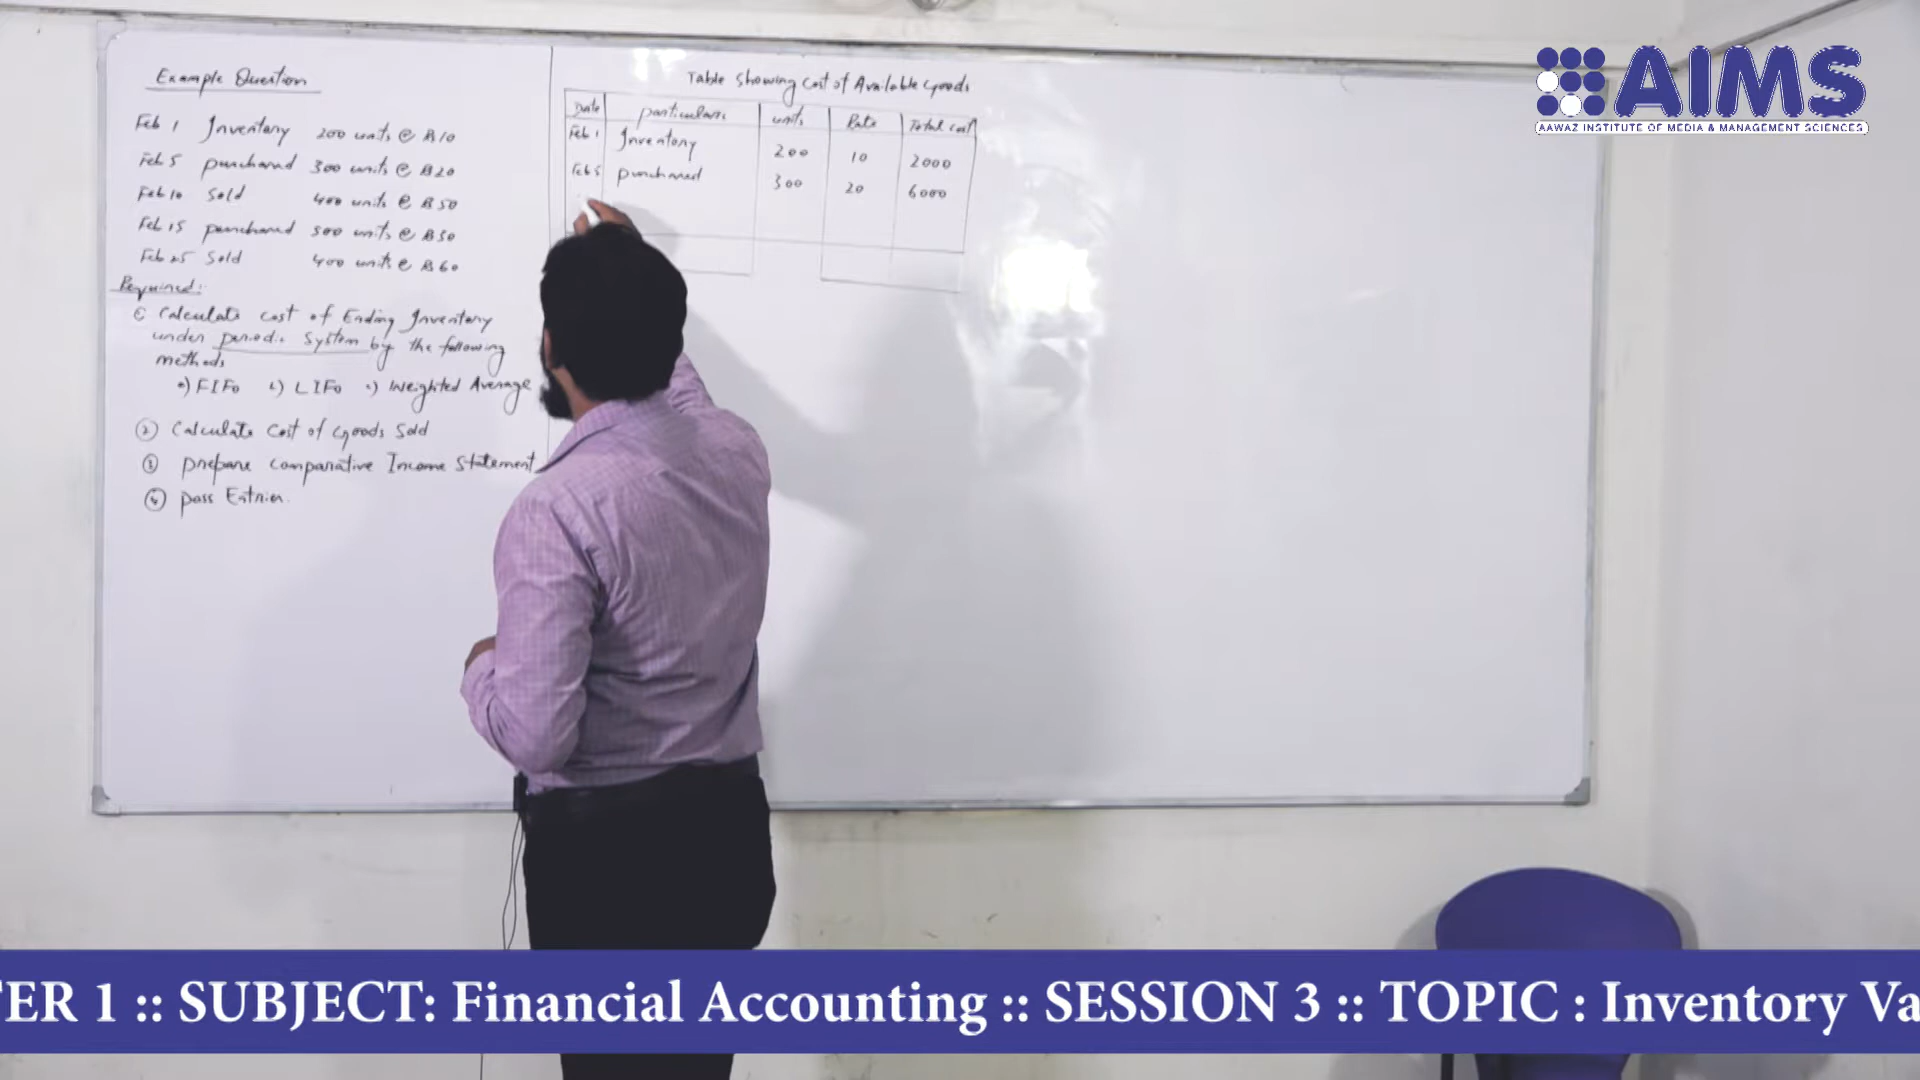 Example Question
Feb 1 Inventory 200 units @ Rs 10
Feb 5 purchased 300 units @ Rs 20
Feb 10 Sold 400 units @ Rs 50
Feb 15 purchased 500 units @ Rs 50
Feb 25 Sold 400 units @ Rs 60
Required:
① Calculate cost of Ending Inventory
under periodic System by the following
methods
a) FIFO b) LIFO c) Weighted Average
② Calculate Cost of Goods Sold
③ prepare comparative Income Statement
④ pass Entries.
Table Showing Cost of Available Goods
Date particulars units Rate Total cost
Feb 1 Inventory 200 10 2000
Feb 5 purchased 300 20 6000
AIMS
AAWAZ INSTITUTE OF MEDIA & MANAGEMENT SCIENCES
TER 1 :: SUBJECT: Financial Accounting :: SESSION 3 :: TOPIC : Inventory Va